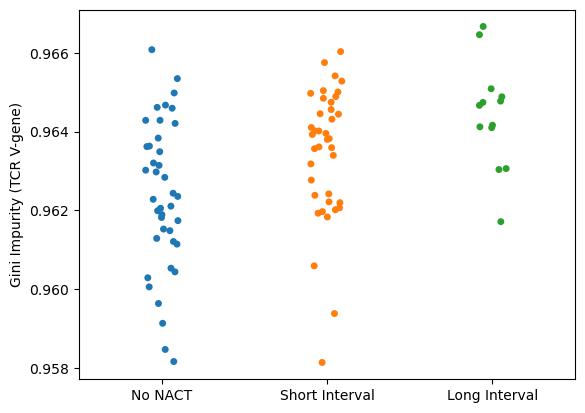 Gini Impurity (TCR V-gene)
0.966
0.964
0.962
0.960
0.958
No NACT
Short Interval
Long Interval